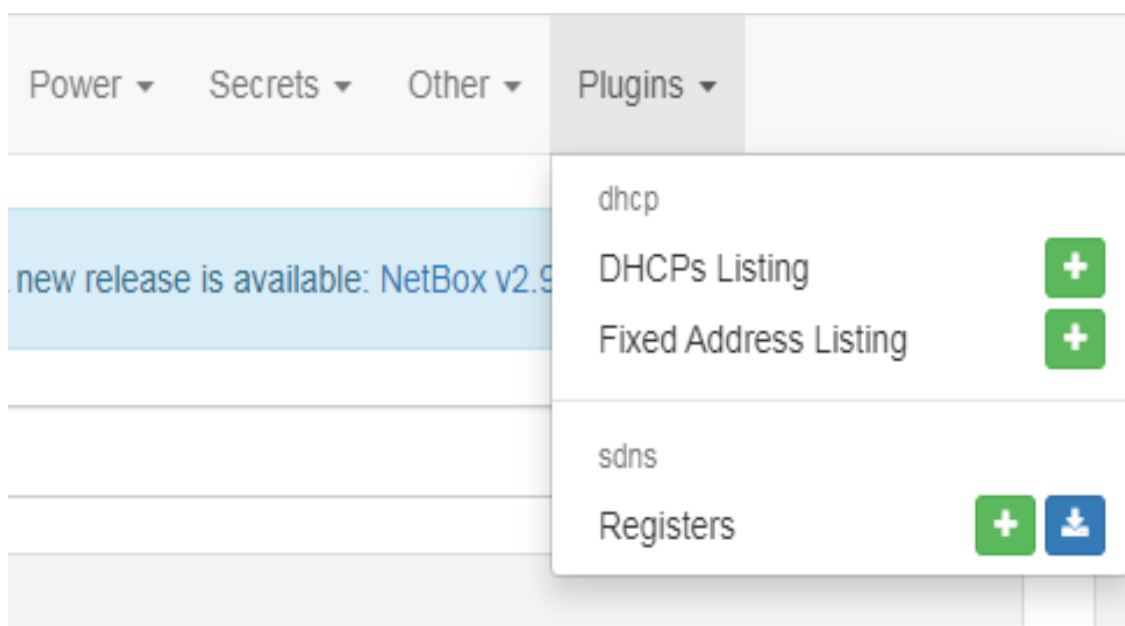 Power Secrets Other Plugins
new release is available: NetBox v2.9
dhcp
DHCPs Listing
Fixed Address Listing
sdns
Registers